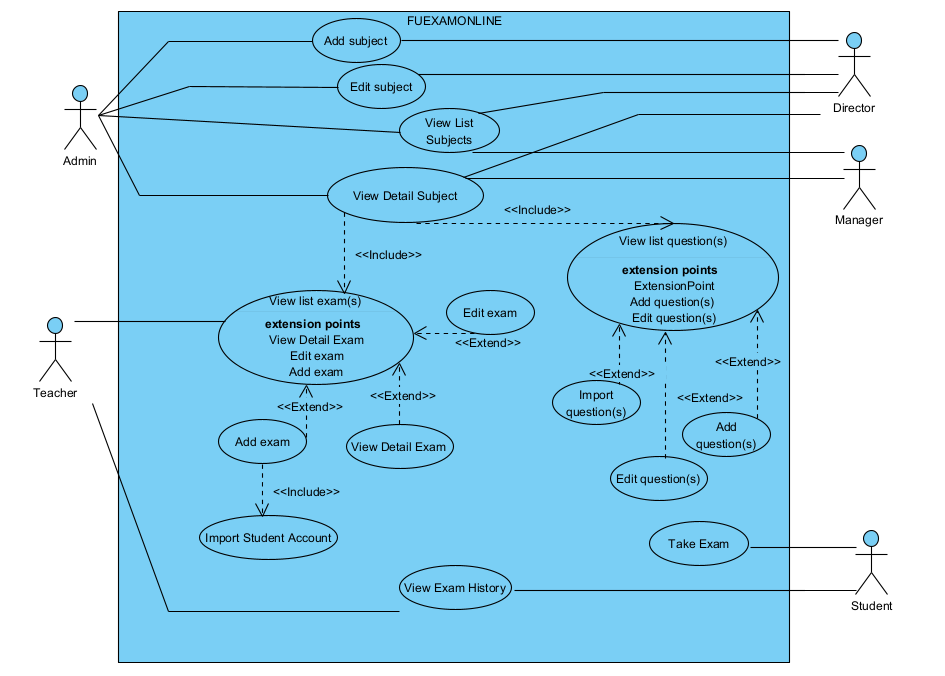 FUEXAMONLINE
Add subject
Edit subject
View List
Subjects
View Detail Subject
Admin
Director
Manager
<<Include>>
<<Include>>
View list question(s)
extension points
ExtensionPoint
Add question(s)
Edit question(s)
View list exam(s)
extension points
View Detail Exam
Edit exam
Add exam
Edit exam
<<Extend>>
Teacher
<<Extend>>
<<Extend>>
<<Extend>>
<<Extend>>
<<Extend>>
Import
question(s)
Add
question(s)
Add exam
View Detail Exam
Edit question(s)
<<Include>>
Import Student Account
Take Exam
View Exam History
Student